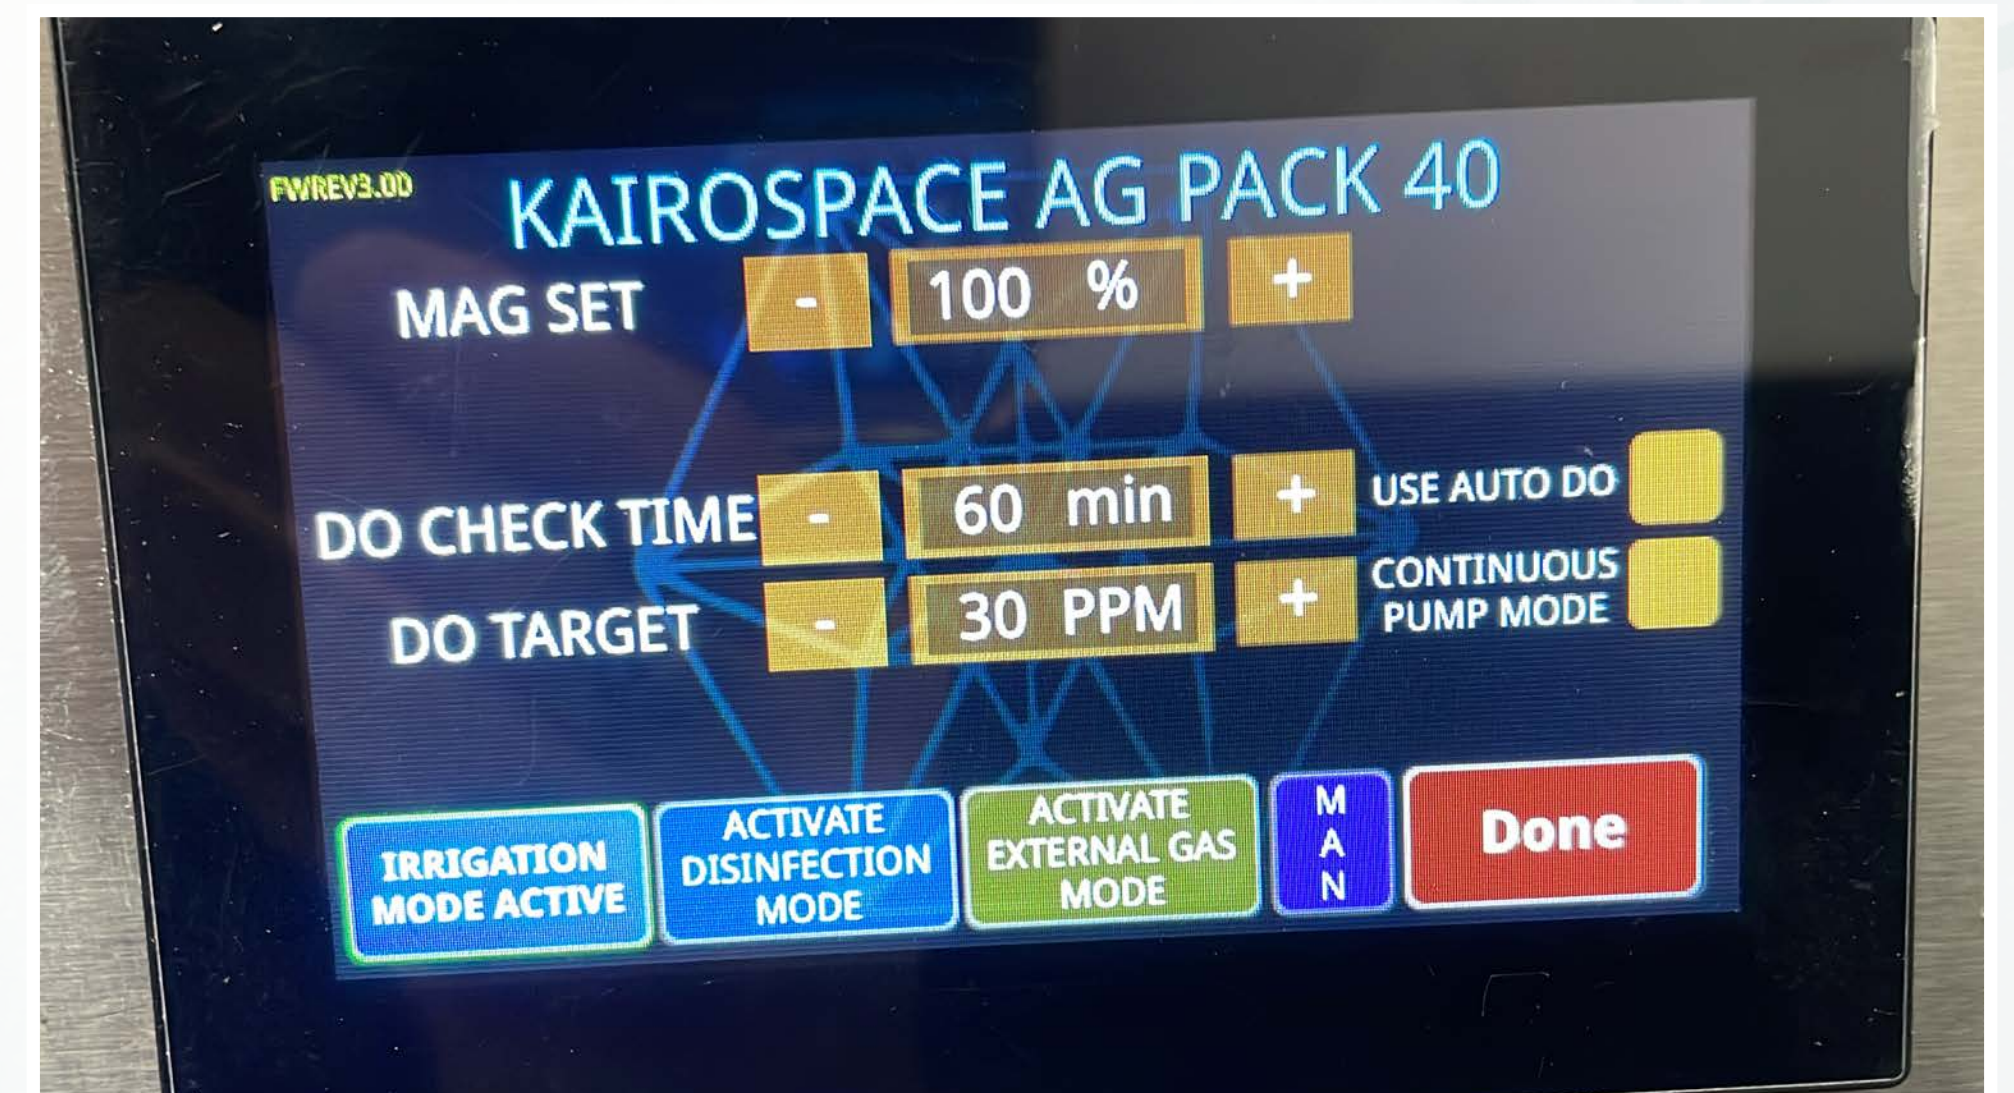 FWREV3.0D
KAIROSPACE AG PACK 40
MAG SET - 100 % +
DO CHECK TIME - 60 min + USE AUTO DO
DO TARGET - 30 PPM + CONTINUOUS
PUMP MODE
IRRIGATION
MODE ACTIVE
ACTIVATE
DISINFECTION
MODE
ACTIVATE
EXTERNAL GAS
MODE
M
A
N
Done